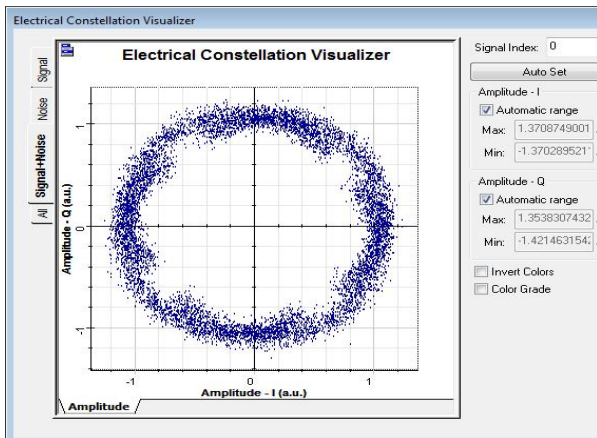 Electrical Constellation Visualizer
Electrical Constellation Visualizer
Signal
Noise
Signal+Noise
All
Amplitude - Q (a.u.)
1
0
-1
-1
0
1
Amplitude - I (a.u.)
Amplitude
Signal Index: 0
Auto Set
Amplitude - I
Automatic range
Max: 1.3708749001
Min: -1.370289521
Amplitude - Q
Automatic range
Max: 1.3538307432
Min: -1.421463154
Invert Colors
Color Grade